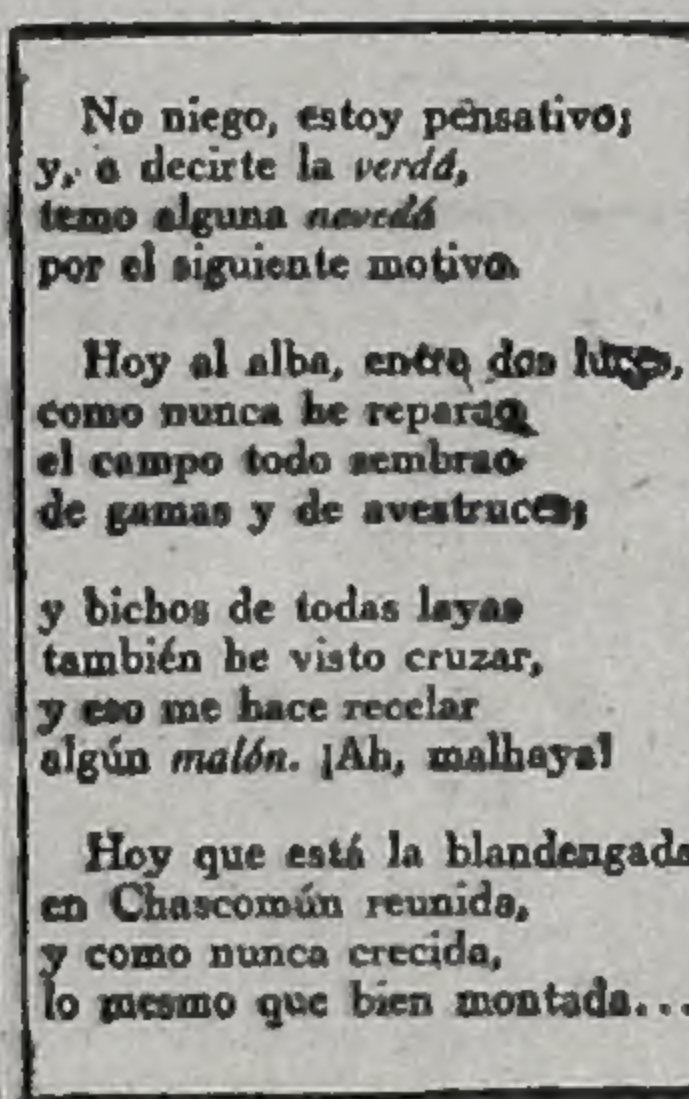 No niego, estoy pensativo;
y, a decirte la verdá,
temo alguna novedá
por el siguiente motivo.
Hoy al alba, entre dos luces,
como nunca he reparao
el campo todo sembrao
de gamas y de avestruces;
y bichos de todas layas
también he visto cruzar,
y eso me hace recelar
algún malón. ¡Ah, malhaya!
Hoy que está la blandengada
en Chascomún reunida,
y como nunca crecida,
lo mesmo que bien montada...